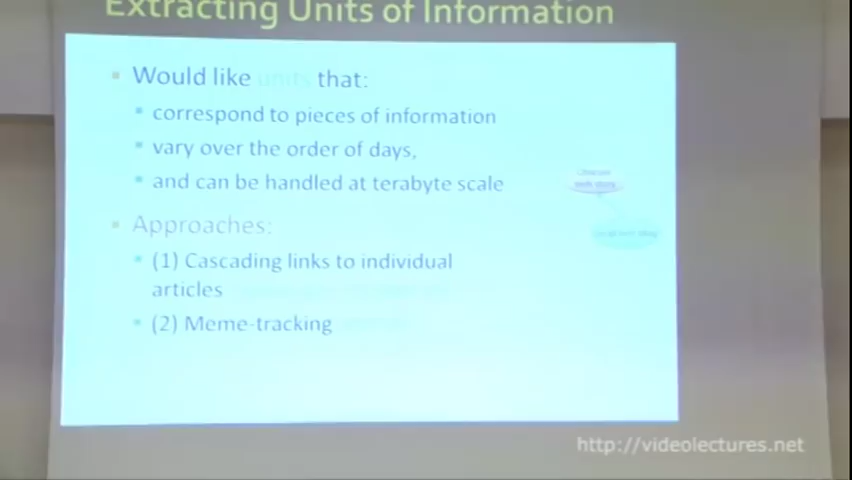 Extracting Units of Information
Would like units that:
correspond to pieces of information
vary over the order of days,
and can be handled at terabyte scale
Approaches:
(1) Cascading links to individual
articles
(2) Meme-tracking
http://videolectures.net